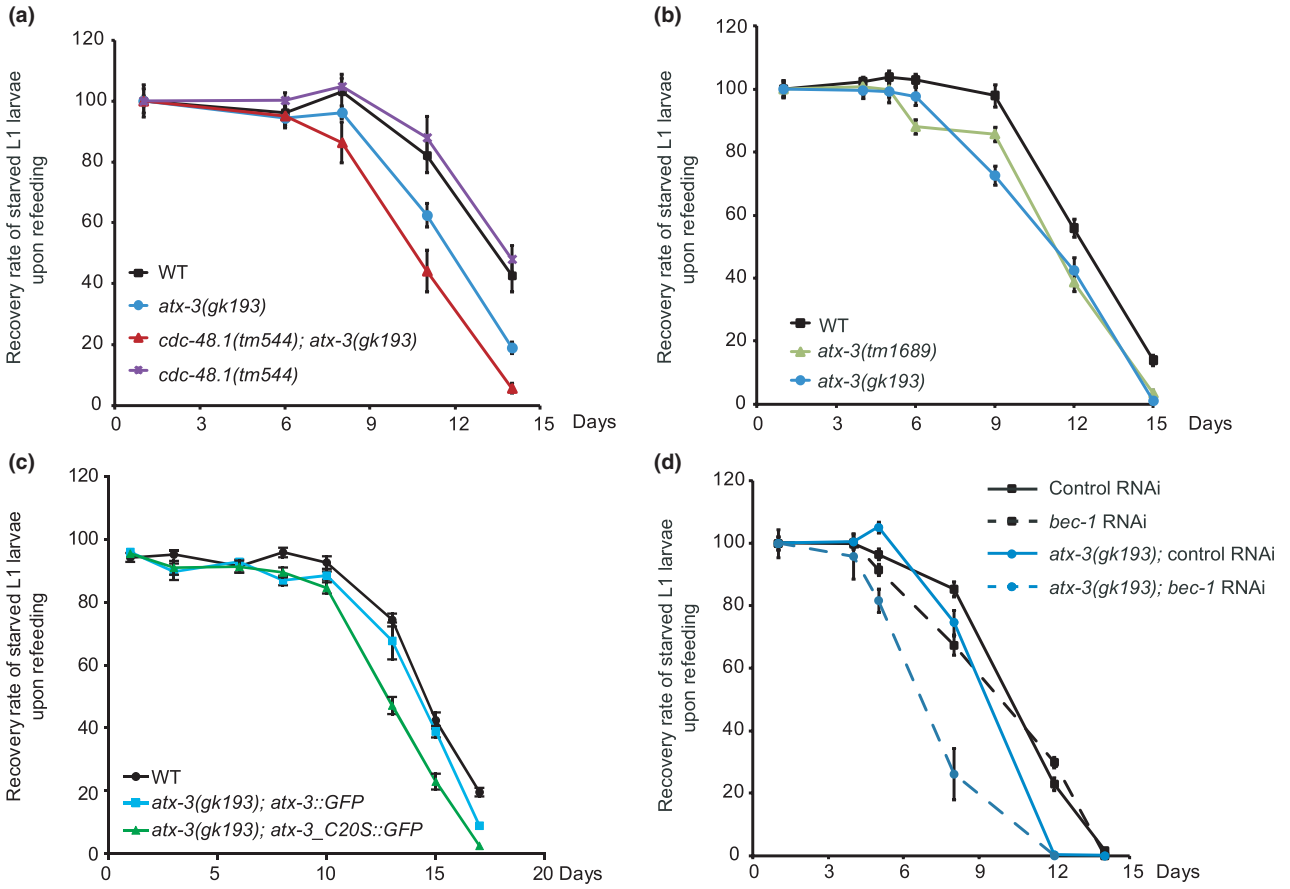 (a)
120
100
80
60
40
20
0
Recovery rate of starved L1 larvae
upon refeeding
WT
atx-3(gk193)
cdc-48.1(tm544); atx-3(gk193)
cdc-48.1(tm544)
0 3 6 9 12 15 Days
(b)
120
100
80
60
40
20
0
Recovery rate of starved L1 larvae
upon refeeding
WT
atx-3(tm1689)
atx-3(gk193)
0 3 6 9 12 15 Days
(c)
120
100
80
60
40
20
0
Recovery rate of starved L1 larvae
upon refeeding
WT
atx-3(gk193); atx-3::GFP
atx-3(gk193); atx-3_C20S::GFP
0 5 10 15 20 Days
(d)
120
100
80
60
40
20
0
Recovery rate of starved L1 larvae
upon refeeding
Control RNAi
bec-1 RNAi
atx-3(gk193); control RNAi
atx-3(gk193); bec-1 RNAi
0 3 6 9 12 15 Days